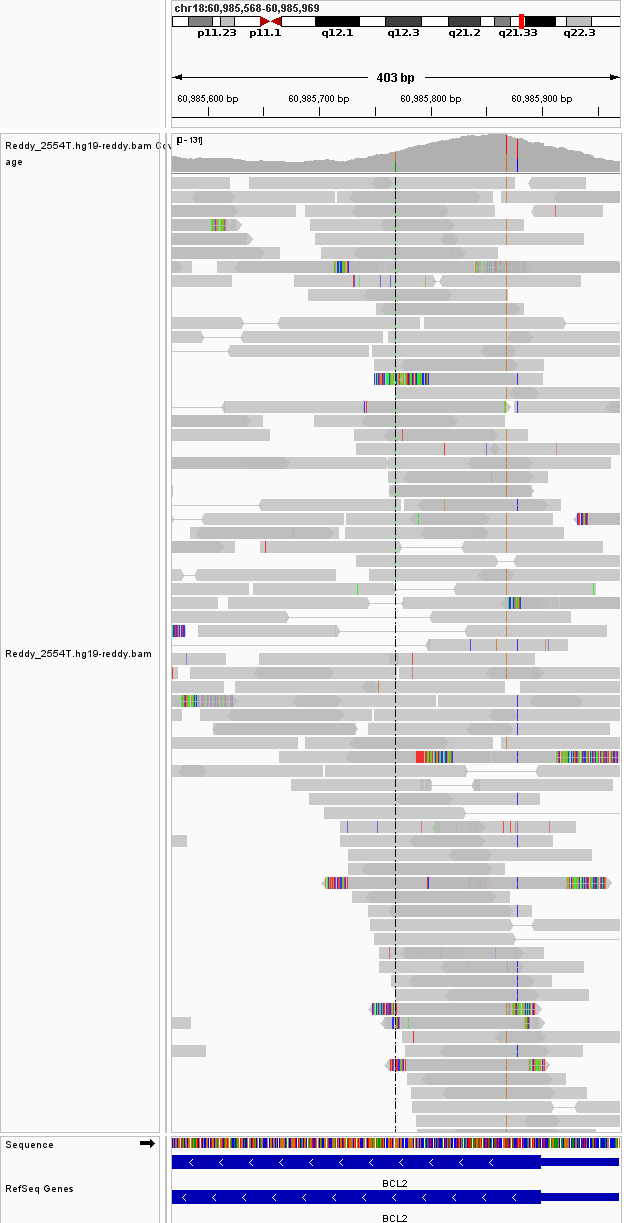 chr18:60,985,568-60,985,969
p11.23 p11.1 q12.1 q12.3 q21.2 q21.33 q22.3
403 bp
60,985,600 bp 60,985,700 bp 60,985,800 bp 60,985,900 bp
[0 - 131]
Reddy_2554T.hg19-reddy.bam Cov
age
Reddy_2554T.hg19-reddy.bam
Sequence
BCL2
RefSeq Genes
BCL2